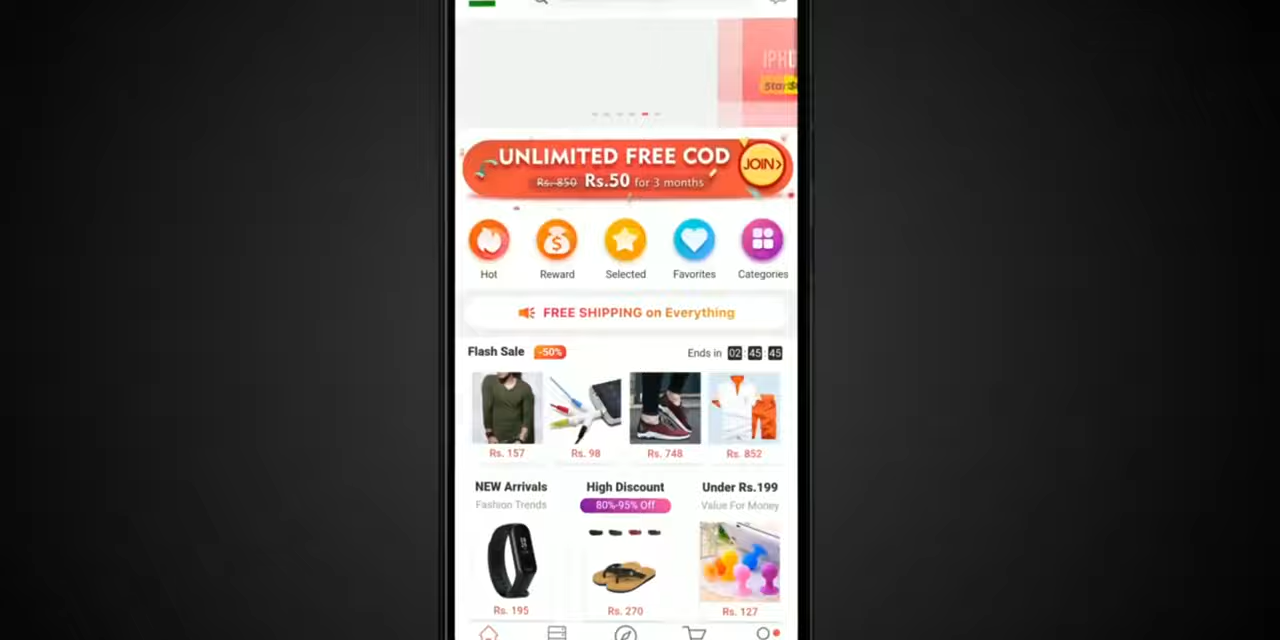 IPH
Star
UNLIMITED FREE COD
JOIN>
Rs. 850 Rs.50 for 3 months
Hot
Reward
Selected
Favorites
Categories
FREE SHIPPING on Everything
Flash Sale -50% Ends in 02:45:45
Rs. 157
Rs. 98
Rs. 748
Rs. 852
NEW Arrivals
Fashion Trends
High Discount
80%-95% Off
Under Rs.199
Value For Money
Rs. 195
Rs. 270
Rs. 127